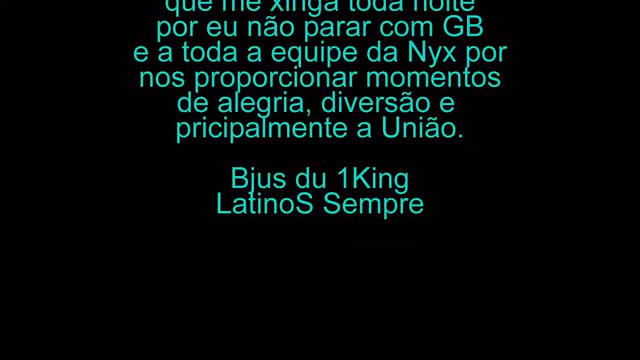 que me xinga toda noite
por eu não parar com GB
e a toda a equipe da Nyx por
nos proporcionar momentos
de alegria, diversão e
pricipalmente a União.
Bjus du 1King
LatinoS Sempre